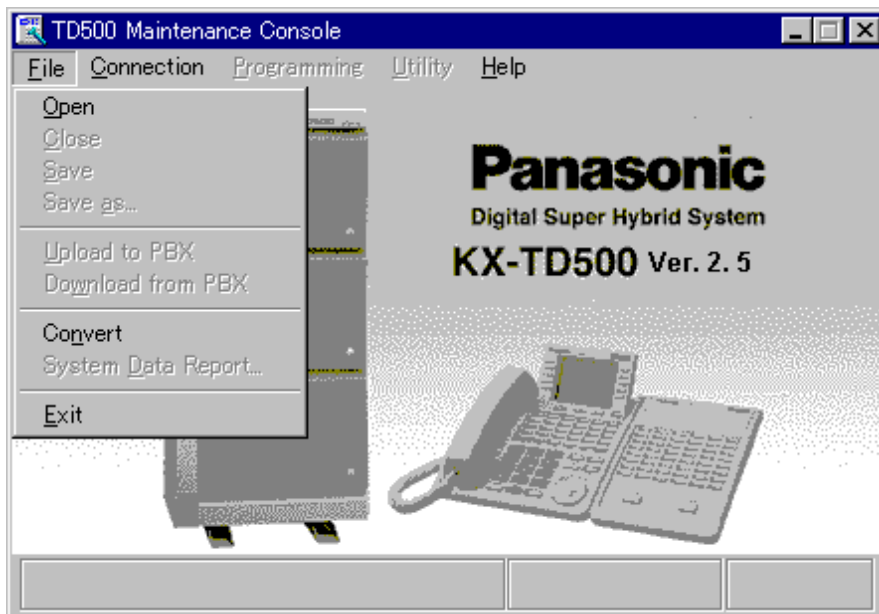 TD500 Maintenance Console
File Connection Programming Utility Help
Open
Close
Save
Save as...
Upload to PBX
Download from PBX
Convert
System Data Report...
Exit
Panasonic
Digital Super Hybrid System
KX-TD500 Ver. 2. 5